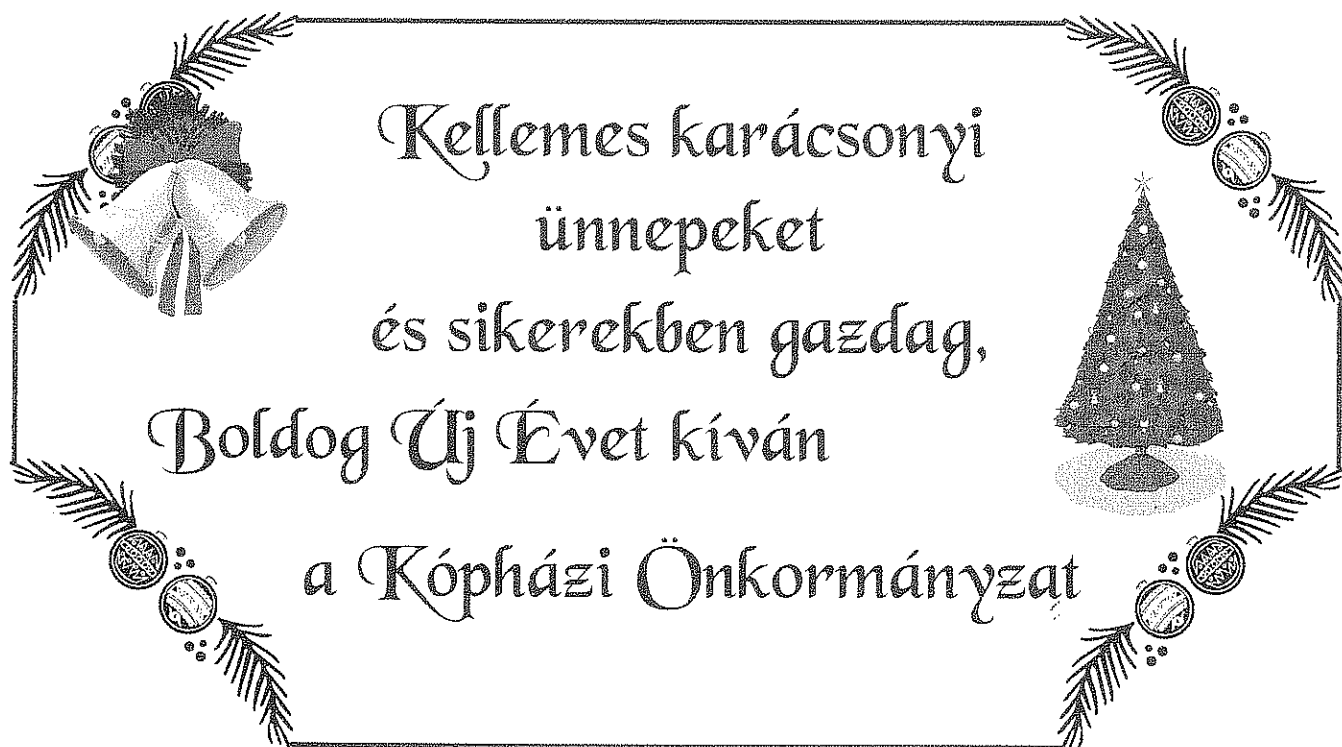 Kellemes karácsonyi
ünnepeket
és sikerekben gazdag,
Boldog Új Évet kíván
a Kópházi Önkormányzat